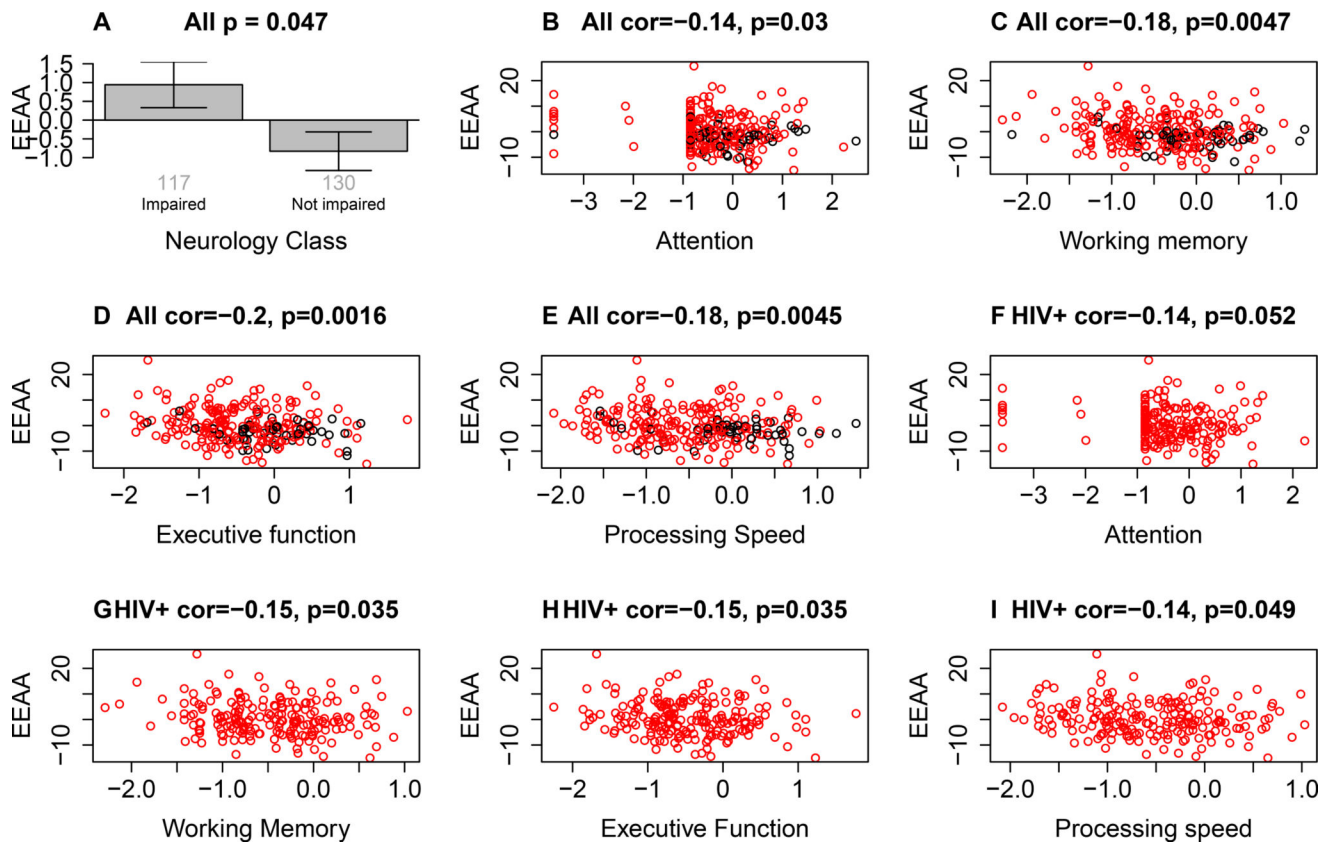 A All p = 0.047
EEAA
1.5
1.0
0.5
0.0
−0.5
−1.0
117 130
Impaired Not impaired
Neurology Class
B All cor=−0.14, p=0.03
EEAA
20
−10
−3 −2 −1 0 1 2
Attention
C All cor=−0.18, p=0.0047
EEAA
20
−10
−2.0 −1.0 0.0 1.0
Working memory
D All cor=−0.2, p=0.0016
EEAA
20
−10
−2 −1 0 1
Executive function
E All cor=−0.18, p=0.0045
EEAA
20
−10
−2.0 −1.0 0.0 1.0
Processing Speed
F HIV+ cor=−0.14, p=0.052
EEAA
20
−10
−3 −2 −1 0 1 2
Attention
G HIV+ cor=−0.15, p=0.035
EEAA
20
−10
−2.0 −1.0 0.0 1.0
Working Memory
H HIV+ cor=−0.15, p=0.035
EEAA
20
−10
−2 −1 0 1
Executive Function
I HIV+ cor=−0.14, p=0.049
EEAA
20
−10
−2.0 −1.0 0.0 1.0
Processing speed